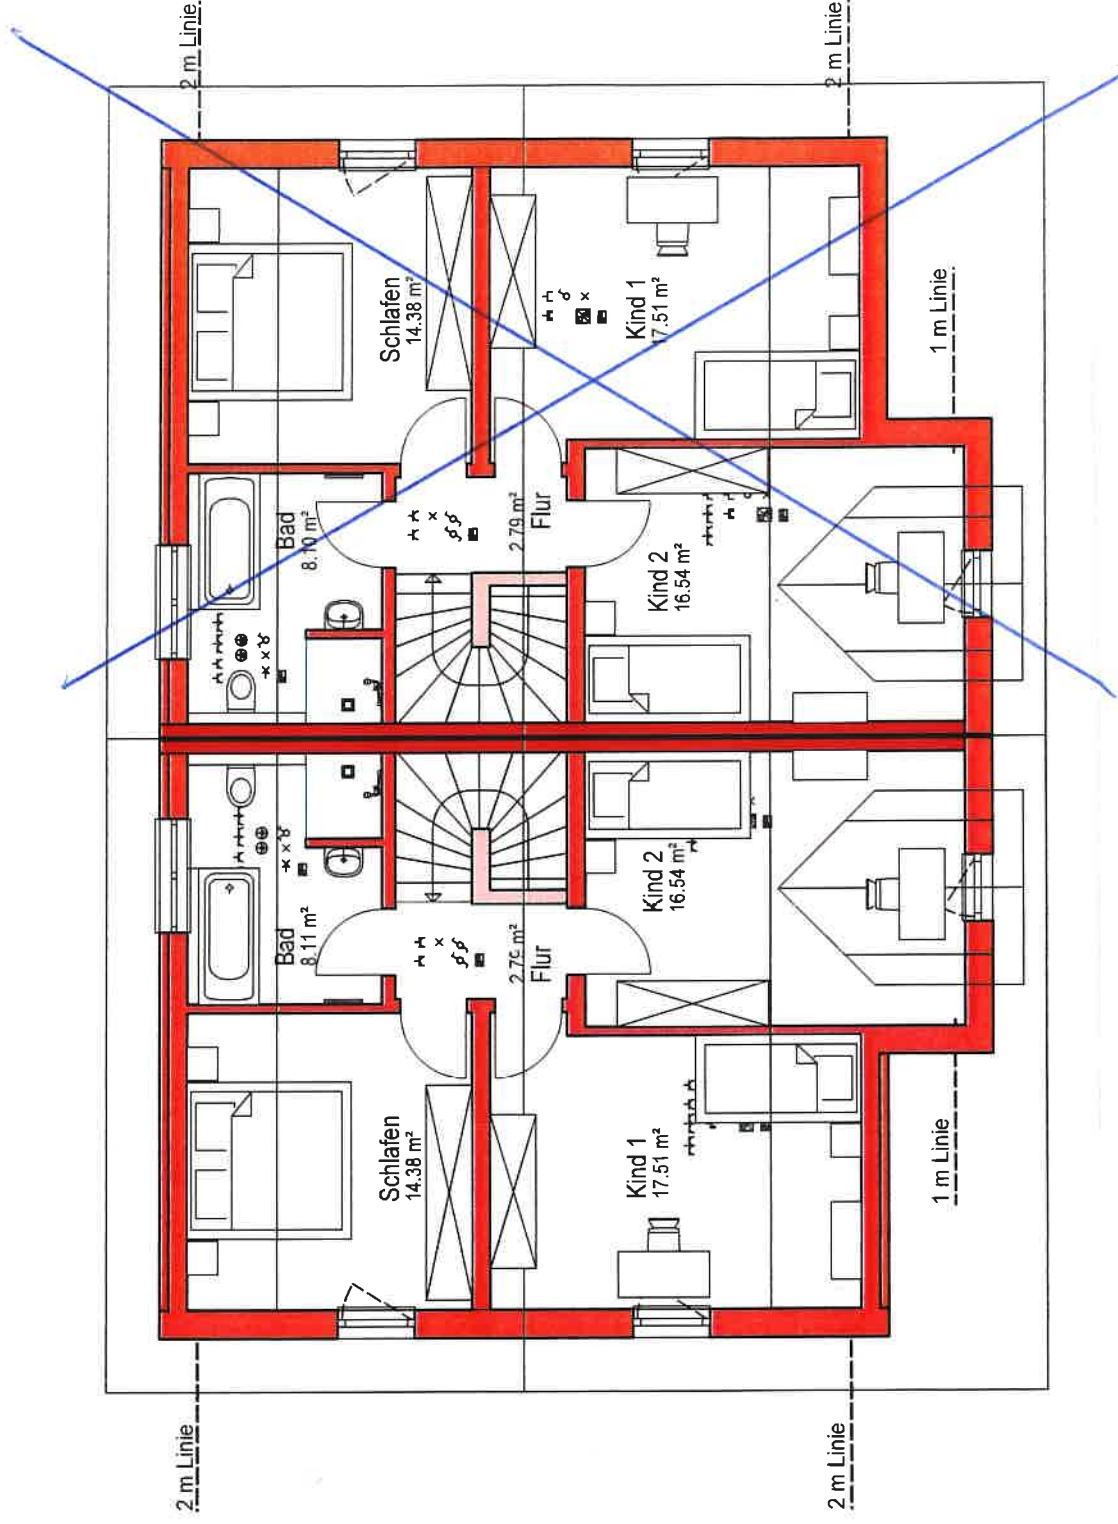 2 m Linie
2 m Linie
Schlafen
14.38 m²
Kind 1
17.51 m²
1 m Linie
Bad
8.10 m²
2.79 m²
Flur
Kind 2
16.54 m²
Bad
8.11 m²
2.79 m²
Flur
Kind 2
16.54 m²
Schlafen
14.38 m²
Kind 1
17.51 m²
1 m Linie
2 m Linie
2 m Linie